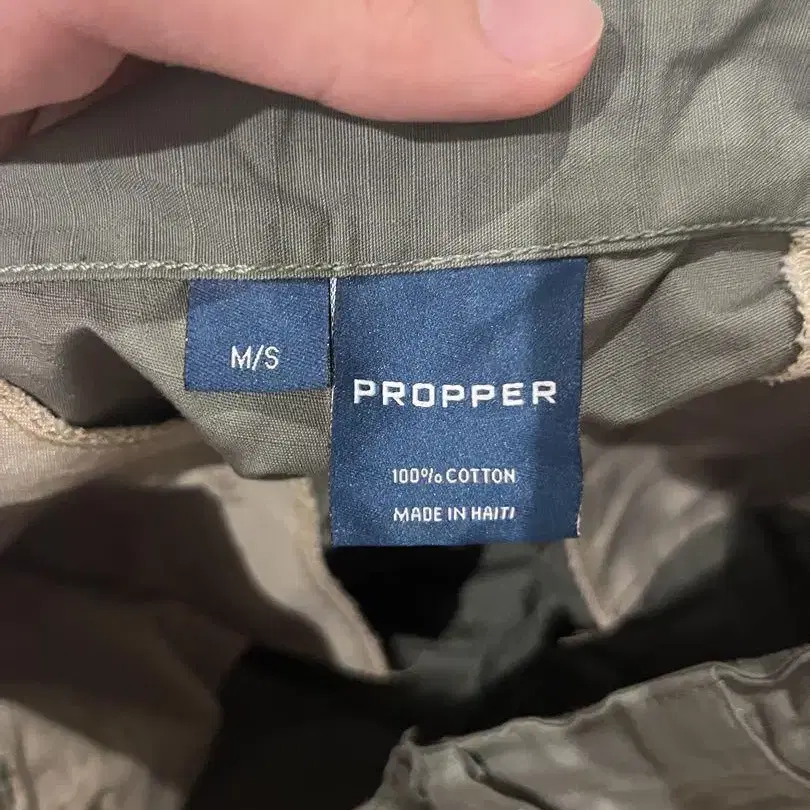 M/S
PROPPER
100% COTTON
MADE IN HAITI